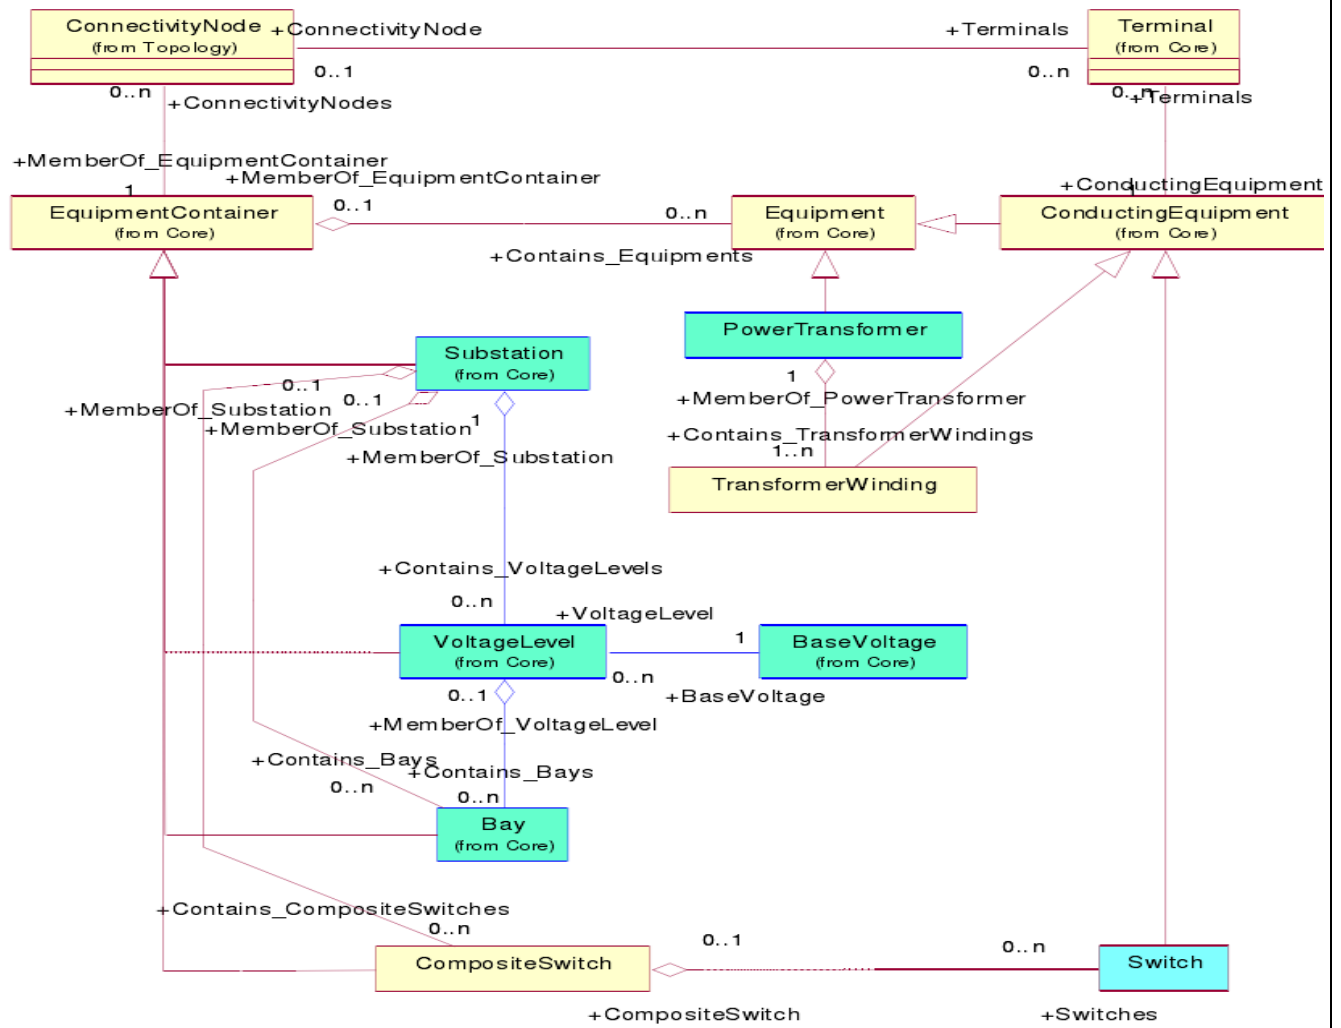 ConnectivityNode
(from Topology)
+ConnectivityNode
+Terminals
Terminal
(from Core)
0..1
0..n
0..n
+ConnectivityNodes
0..n
+Terminals
+MemberOf_EquipmentContainer
1
+MemberOf_EquipmentContainer
+ConductingEquipment
1
EquipmentContainer
(from Core)
0..1
0..n
Equipment
(from Core)
ConductingEquipment
(from Core)
+Contains_Equipments
PowerTransformer
Substation
(from Core)
0..1
0..1
1
+MemberOf_PowerTransformer
+MemberOf_Substation
+MemberOf_Substation
1
+MemberOf_Substation
+Contains_TransformerWindings
1..n
TransformerWinding
+Contains_VoltageLevels
0..n
+VoltageLevel
VoltageLevel
(from Core)
1
BaseVoltage
(from Core)
0..n
+BaseVoltage
0..1
+MemberOf_VoltageLevel
+Contains_Bays
+Contains_Bays
0..n
0..n
Bay
(from Core)
+Contains_CompositeSwitches
0..n
CompositeSwitch
0..1
0..n
Switch
+CompositeSwitch
+Switches